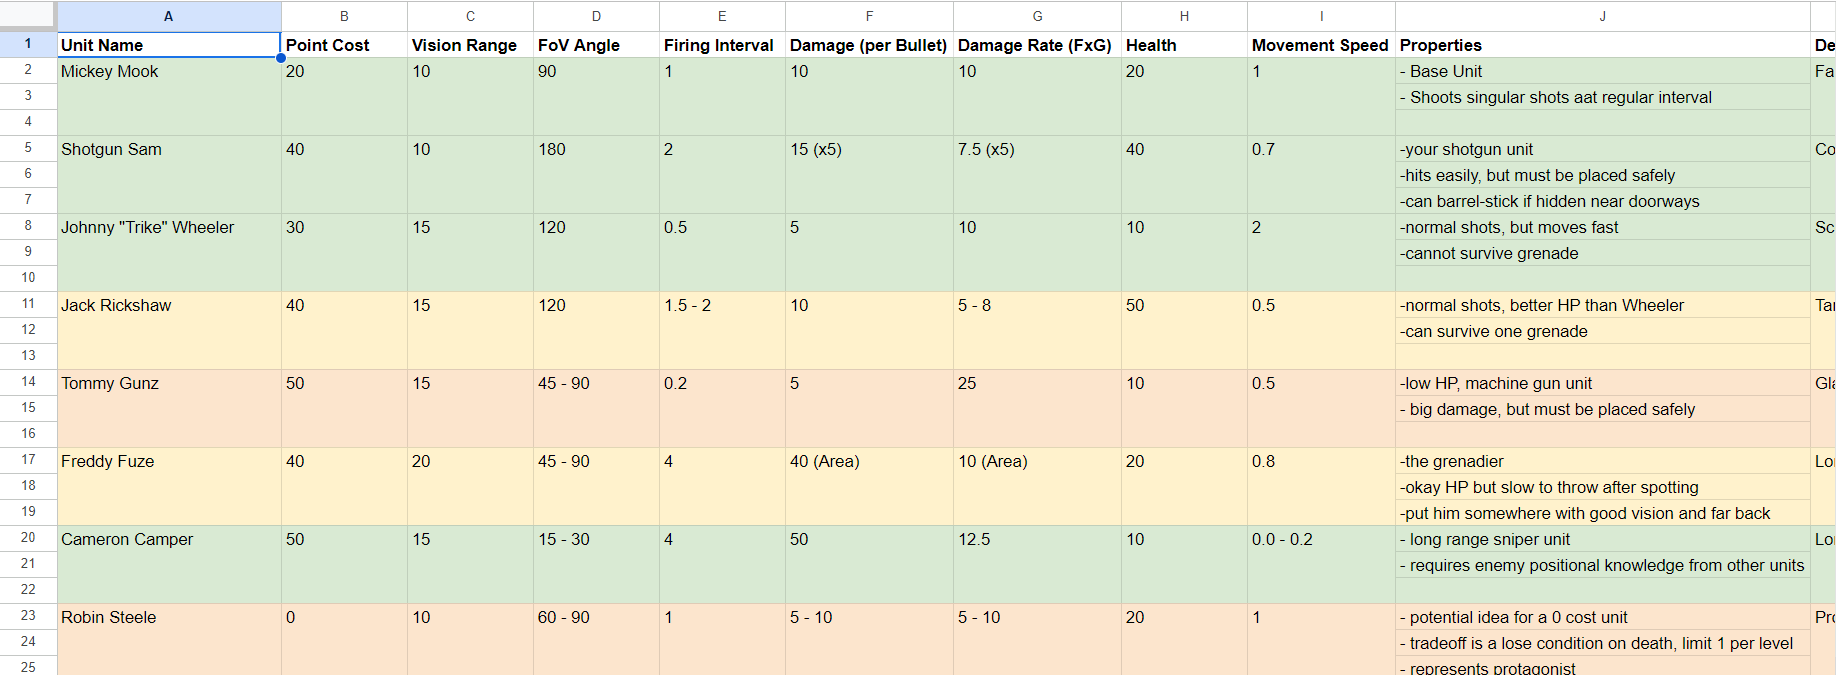 A B C D E F G H I J
1 Unit Name Point Cost Vision Range FoV Angle Firing Interval Damage (per Bullet) Damage Rate (FxG) Health Movement Speed Properties De
2 Mickey Mook 20 10 90 1 10 10 20 1 - Base Unit Fa
3 - Shoots singular shots aat regular interval
4
5 Shotgun Sam 40 10 180 2 15 (x5) 7.5 (x5) 40 0.7 -your shotgun unit Co
6 -hits easily, but must be placed safely
7 -can barrel-stick if hidden near doorways
8 Johnny "Trike" Wheeler 30 15 120 0.5 5 10 10 2 -normal shots, but moves fast Sc
9 -cannot survive grenade
10
11 Jack Rickshaw 40 15 120 1.5 - 2 10 5 - 8 50 0.5 -normal shots, better HP than Wheeler Ta
12 -can survive one grenade
13
14 Tommy Gunz 50 15 45 - 90 0.2 5 25 10 0.5 -low HP, machine gun unit Gl
15 - big damage, but must be placed safely
16
17 Freddy Fuze 40 20 45 - 90 4 40 (Area) 10 (Area) 20 0.8 -the grenadier Lo
18 -okay HP but slow to throw after spotting
19 -put him somewhere with good vision and far back
20 Cameron Camper 50 15 15 - 30 4 50 12.5 10 0.0 - 0.2 - long range sniper unit Lo
21 - requires enemy positional knowledge from other units
22
23 Robin Steele 0 10 60 - 90 1 5 - 10 5 - 10 20 1 - potential idea for a 0 cost unit Pr
24 - tradeoff is a lose condition on death, limit 1 per level
25 - represents protagonist